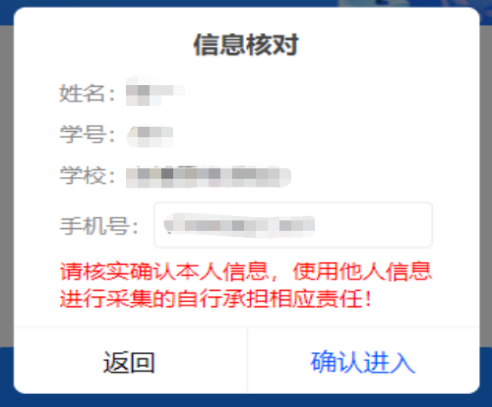 信息核对
姓名：
学号：
学校：
手机号：
请核实确认本人信息，使用他人信息
进行采集的自行承担相应责任！
返回
确认进入